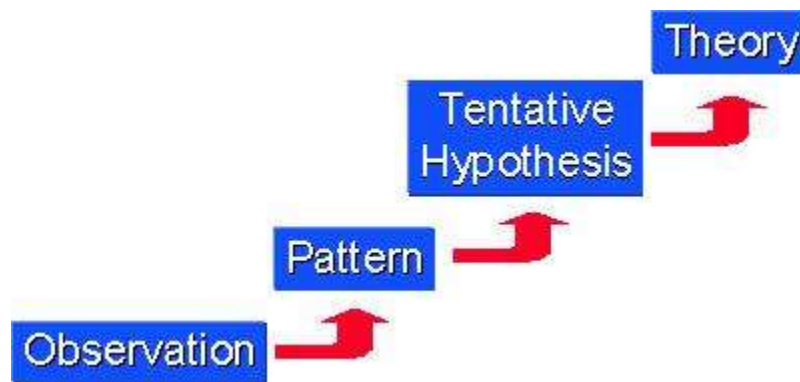 Theory
Tentative
Hypothesis
Pattern
Observation